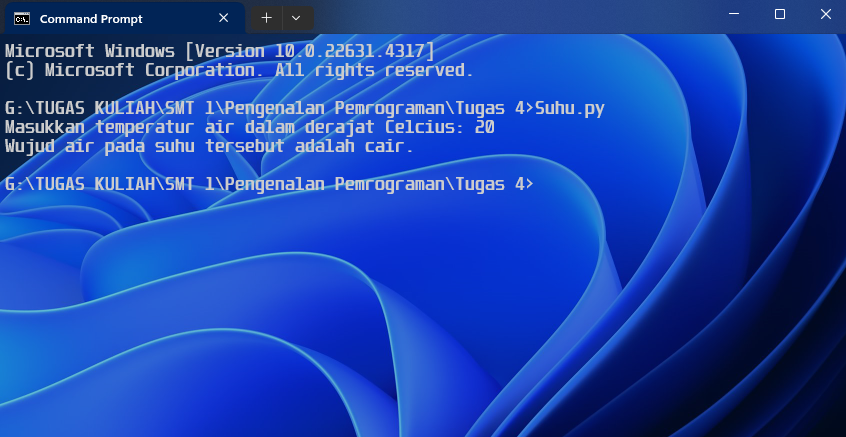 Command Prompt
Microsoft Windows [Version 10.0.22631.4317]
(c) Microsoft Corporation. All rights reserved.
G:\TUGAS KULIAH\SMT 1\Pengenalan Pemrograman\Tugas 4>Suhu.py
Masukkan temperatur air dalam derajat Celcius: 20
Wujud air pada suhu tersebut adalah cair.
G:\TUGAS KULIAH\SMT 1\Pengenalan Pemrograman\Tugas 4>